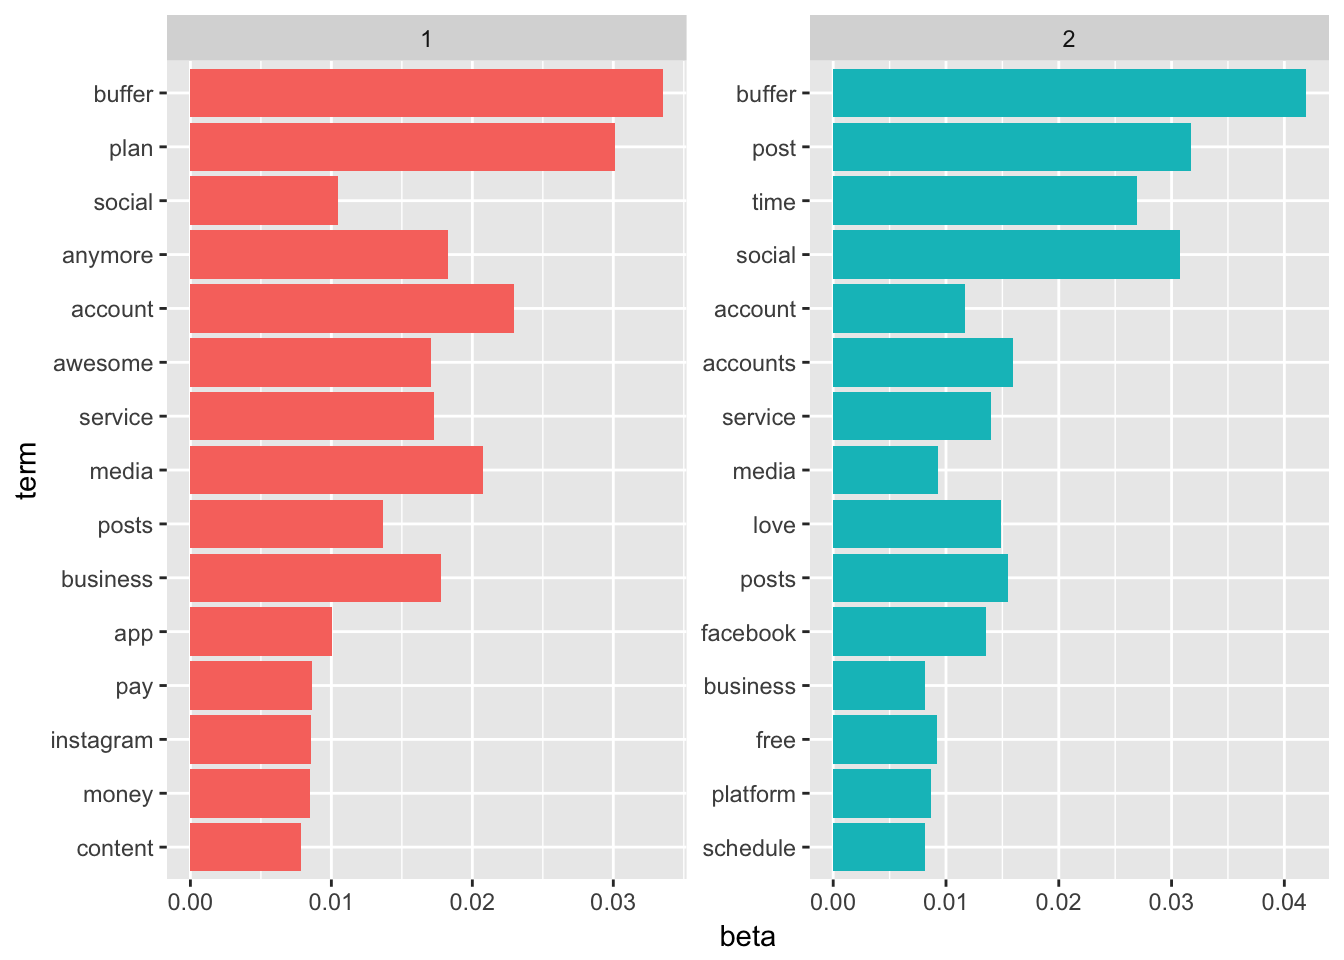 1
buffer
plan
social
anymore
account
awesome
service
media
posts
business
app
pay
instagram
money
content
0.00 0.01 0.02 0.03
2
buffer
post
time
social
account
accounts
service
media
love
posts
facebook
business
free
platform
schedule
0.00 0.01 0.02 0.03 0.04
term
beta